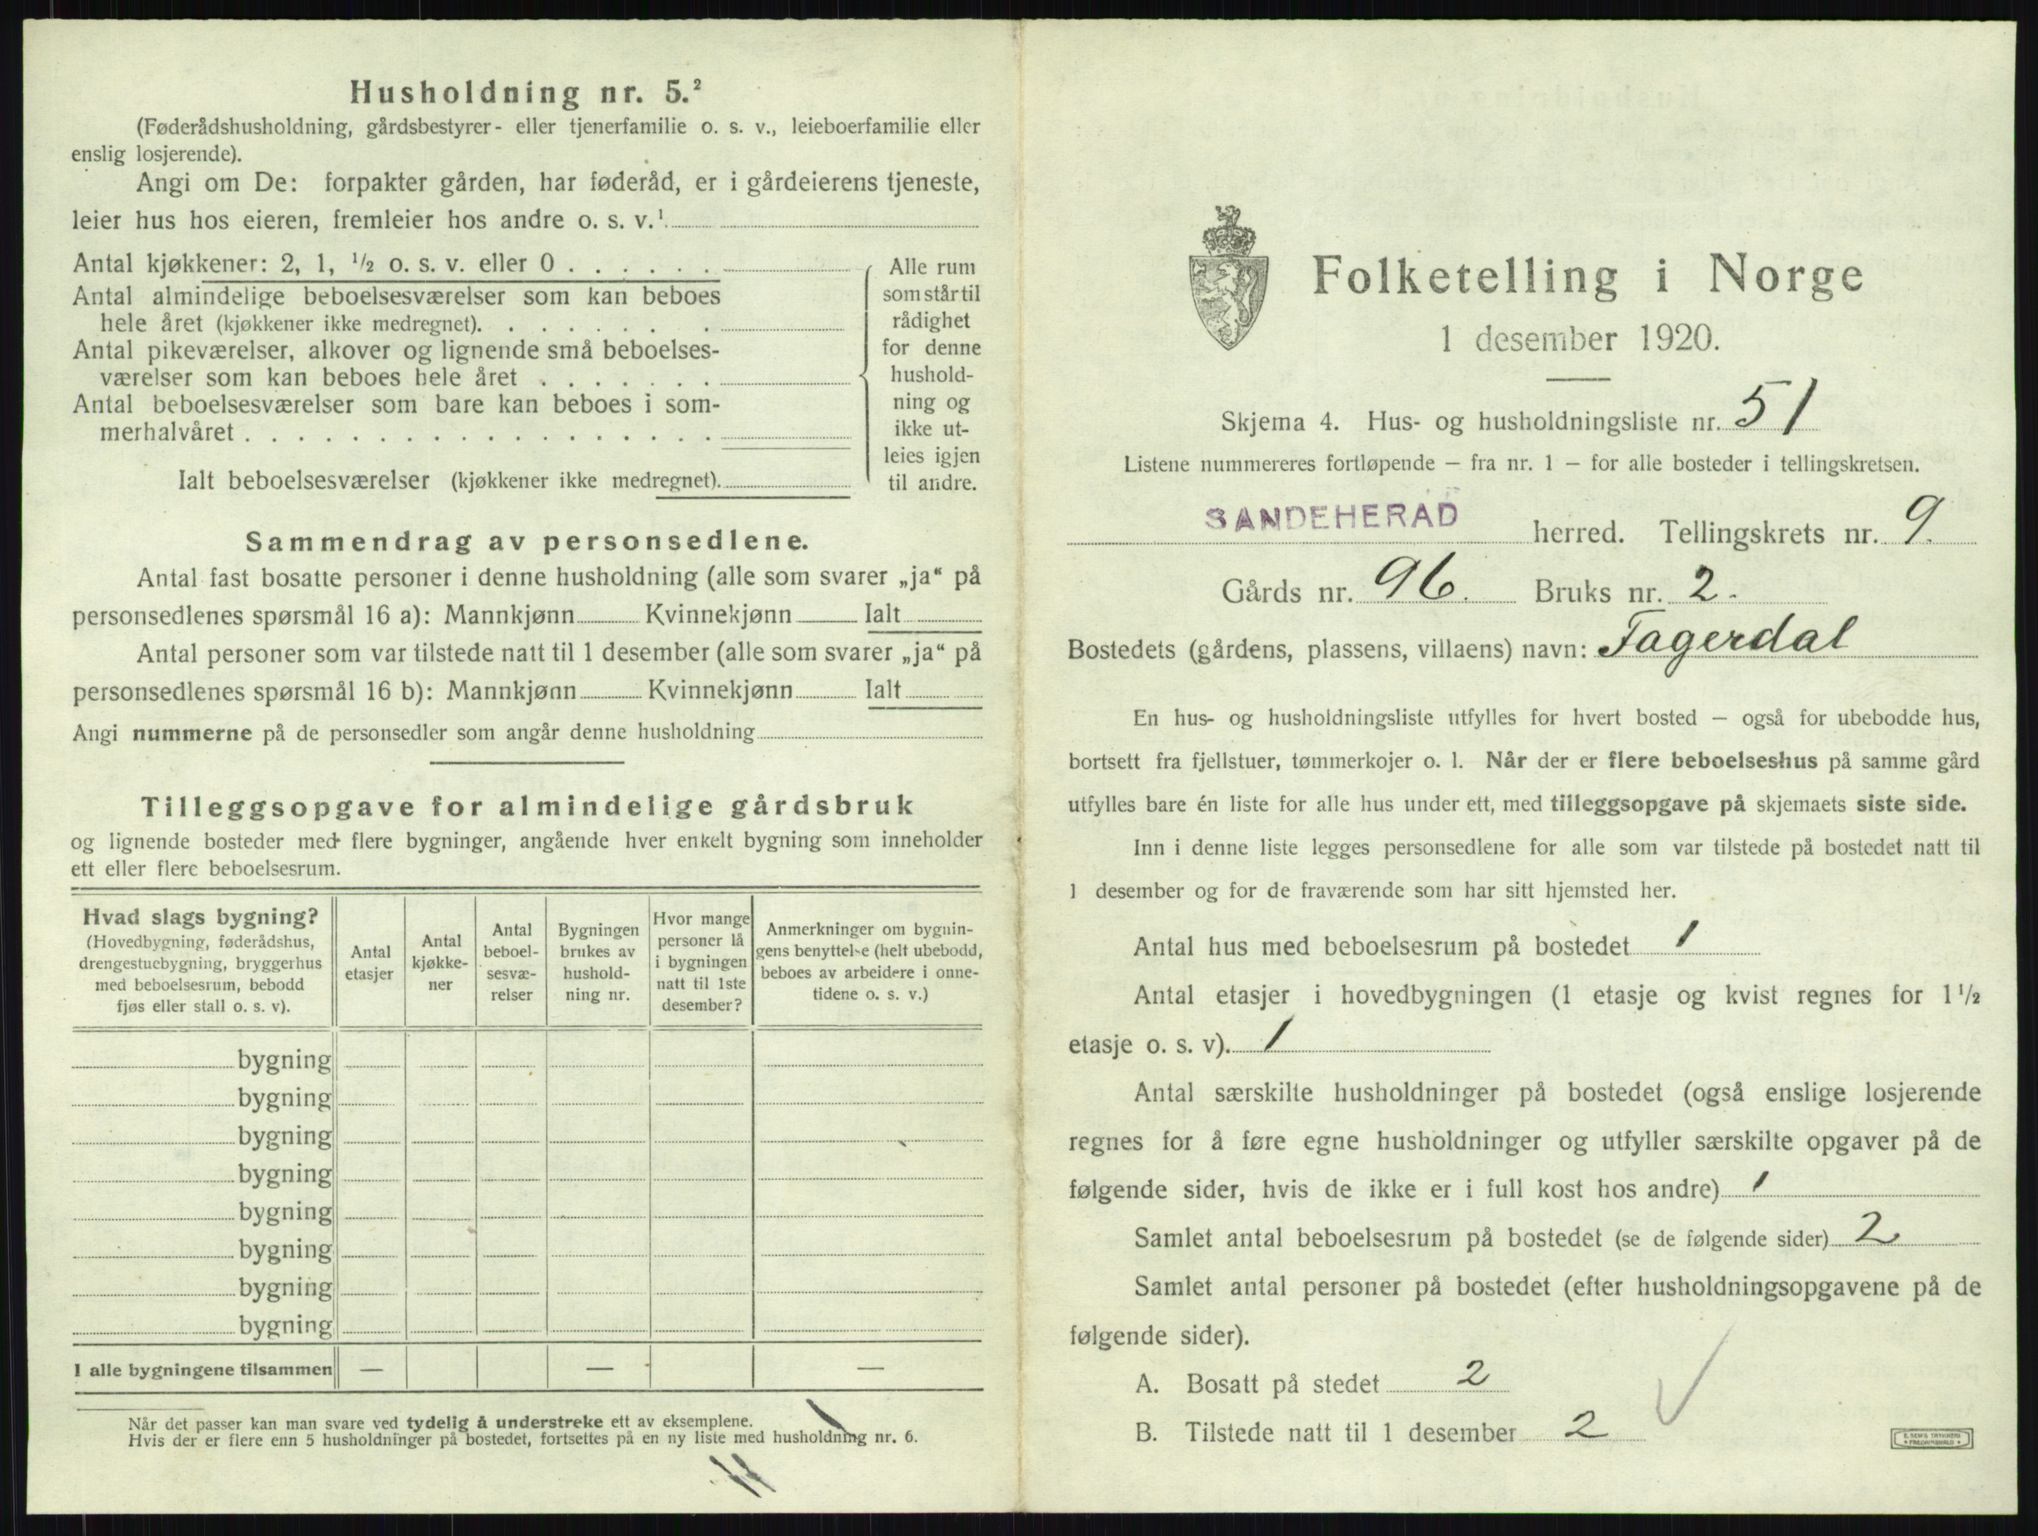 Husholdning nr. 5.²
(Føderådshusholdning, gårdsbestyrer- eller tjenerfamilie o. s. v., leieboerfamilie eller
enslig losjerende).
Angi om De: forpakter gården, har føderåd, er i gårdeierens tjeneste,
leier hus hos eieren, fremleier hos andre o. s. v.¹
Antal kjøkkener: 2, 1, ¹/₂ o. s. v. eller 0 . . . . . .
Antal almindelige beboelsesværelser som kan beboes
hele året (kjøkkener ikke medregnet). . . . . . . .
Antal pikeværelser, alkover og lignende små beboelses-
værelser som kan beboes hele året . . . . . . .
Antal beboelsesværelser som bare kan beboes i som-
merhalvåret . . . . . . . . . . . . . . . . . .
Ialt beboelsesværelser (kjøkkener ikke medregnet).
Alle rum
som står til
rådighet
for denne
hushold-
ning og
ikke ut-
leies igjen
til andre.
Sammendrag av personsedlene.
Antal fast bosatte personer i denne husholdning (alle som svarer „ja“ på
personsedlenes spørsmål 16 a): Mannkjønn Kvinnekjønn Ialt
Antal personer som var tilstede natt til 1 desember (alle som svarer „ja“ på
personsedlenes spørsmål 16 b): Mannkjønn Kvinnekjønn Ialt
Angi nummerne på de personsedler som angår denne husholdning
Tilleggsopgave for almindelige gårdsbruk
og lignende bosteder med flere bygninger, angående hver enkelt bygning som inneholder
ett eller flere beboelsesrum.
Hvad slags bygning?
(Hovedbygning, føderådshus,
drengestuebygning, bryggerhus
med beboelsesrum, bebodd
fjøs eller stall o. s. v).
Antal
etasjer
Antal
kjøkke-
ner
Antal
beboel-
sesvæ-
relser
Bygningen
brukes av
hushold-
ning nr.
Hvor mange
personer lå
i bygningen
natt til 1ste
desember?
Anmerkninger om bygnin-
gens benyttelse (helt ubebodd,
beboes av arbeidere i onne-
tidene o. s. v.)
bygning
bygning
bygning
bygning
bygning
bygning
bygning
bygning
I alle bygningene tilsammen — — —
Når det passer kan man svare ved tydelig å understreke ett av eksemplene.
Hvis der er flere enn 5 husholdninger på bostedet, fortsettes på en ny liste med husholdning nr. 6.
Folketelling i Norge
1 desember 1920.
Skjema 4. Hus- og husholdningsliste nr. 51
Listene nummereres fortløpende — fra nr. 1 — for alle bosteder i tellingskretsen.
SANDEHERAD herred. Tellingskrets nr. 9.
Gårds nr. 96. Bruks nr. 2.
Bostedets (gårdens, plassens, villaens) navn: Fagerdal
En hus- og husholdningsliste utfylles for hvert bosted — også for ubebodde hus,
bortsett fra fjellstuer, tømmerkojer o. l. Når der er flere beboelseshus på samme gård
utfylles bare én liste for alle hus under ett, med tilleggsopgave på skjemaets siste side.
Inn i denne liste legges personsedlene for alle som var tilstede på bostedet natt til
1 desember og for de fraværende som har sitt hjemsted her.
Antal hus med beboelsesrum på bostedet 1
Antal etasjer i hovedbygningen (1 etasje og kvist regnes for 1¹/₂
etasje o. s. v). 1
Antal særskilte husholdninger på bostedet (også enslige losjerende
regnes for å føre egne husholdninger og utfyller særskilte opgaver på de
følgende sider, hvis de ikke er i full kost hos andre) 1
Samlet antal beboelsesrum på bostedet (se de følgende sider) 2
Samlet antal personer på bostedet (efter husholdningsopgavene på de
følgende sider).
A. Bosatt på stedet 2
B. Tilstede natt til 1 desember 2